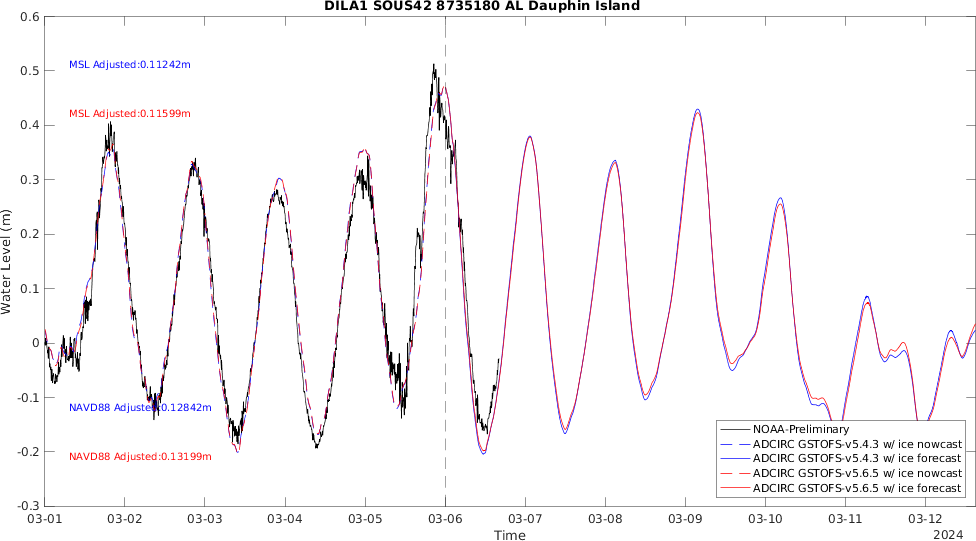 DILA1 SOUS42 8735180 AL Dauphin Island
0.6
0.5
0.4
0.3
0.2
0.1
0
-0.1
-0.2
-0.3
Water Level (m)
MSL Adjusted:0.11242m
MSL Adjusted:0.11599m
NAVD88 Adjusted:0.12842m
NAVD88 Adjusted:0.13199m
NOAA-Preliminary
ADCIRC GSTOFS-v5.4.3 w/ ice nowcast
ADCIRC GSTOFS-v5.4.3 w/ ice forecast
ADCIRC GSTOFS-v5.6.5 w/ ice nowcast
ADCIRC GSTOFS-v5.6.5 w/ ice forecast
03-01 03-02 03-03 03-04 03-05 03-06 03-07 03-08 03-09 03-10 03-11 03-12
Time
2024